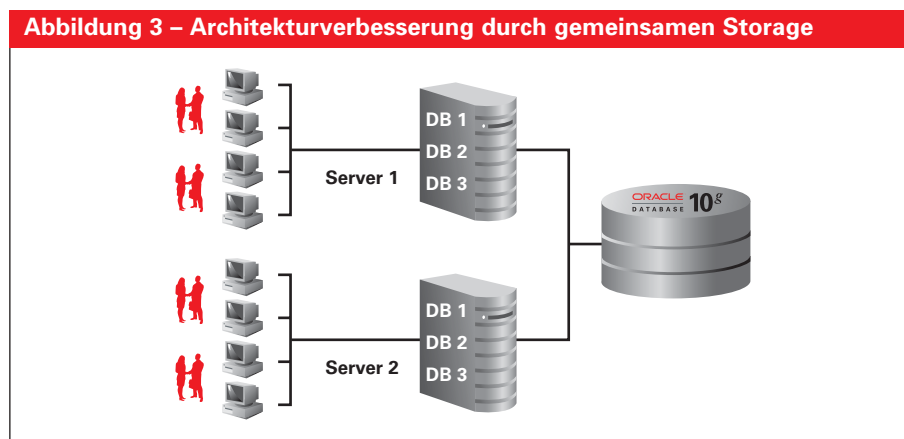 Abbildung 3 – Architekturverbesserung durch gemeinsamen Storage
DB 1
DB 2
DB 3
Server 1
ORACLE
DATABASE 10g
DB 1
DB 2
DB 3
Server 2